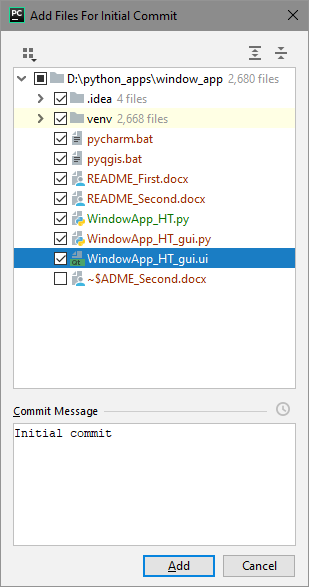 PC Add Files For Initial Commit
D:\python_apps\window_app 2,680 files
.idea 4 files
venv 2,668 files
pycharm.bat
pyqgis.bat
README_First.docx
README_Second.docx
WindowApp_HT.py
WindowApp_HT_gui.py
Qt WindowApp_HT_gui.ui
~$ADME_Second.docx
Commit Message
Initial commit
Add Cancel